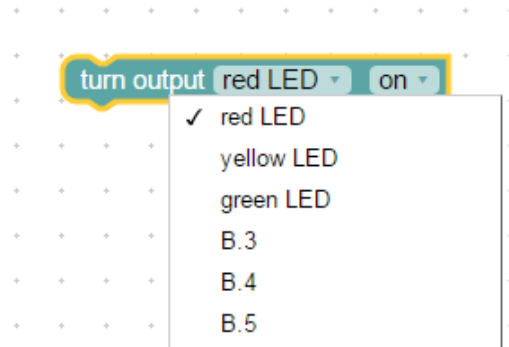 turn output red LED on
✓ red LED
yellow LED
green LED
B.3
B.4
B.5